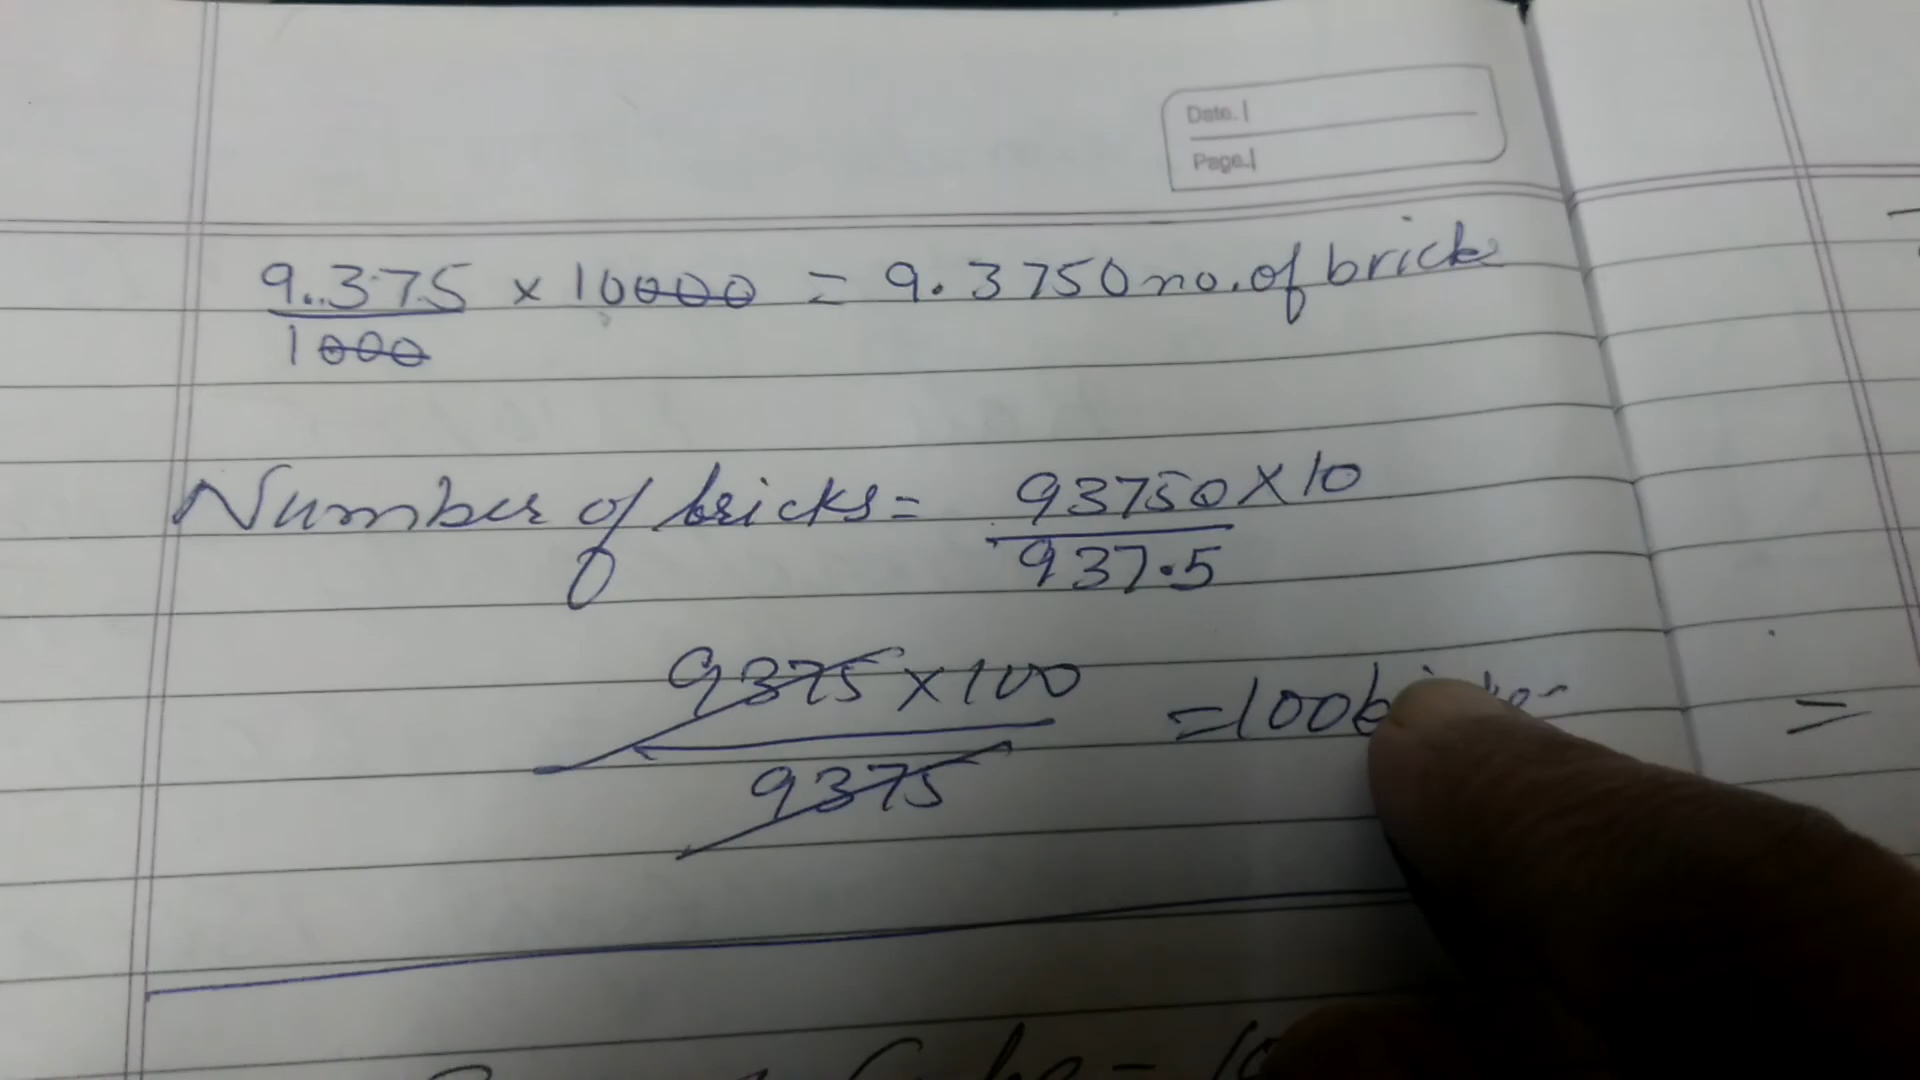 Date.
Page.
9.375 x 10000 = 9.3750 no. of brick
1000
Number of bricks = 93750 X 10
937.5
9375 X 100 = 100
9375
=